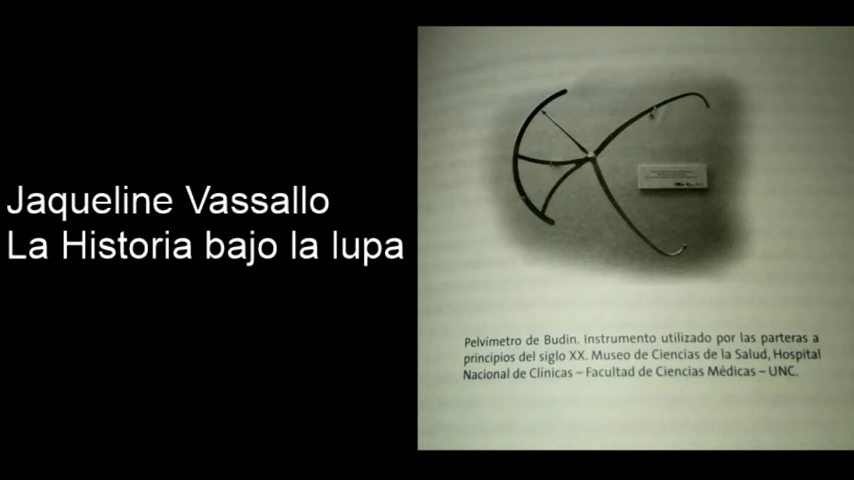 Jaqueline Vassallo
La Historia bajo la lupa
Pelvímetro de Budin. Instrumento utilizado por las parteras a
principios del siglo XX. Museo de Ciencias de la Salud, Hospital
Nacional de Clínicas – Facultad de Ciencias Médicas – UNC.